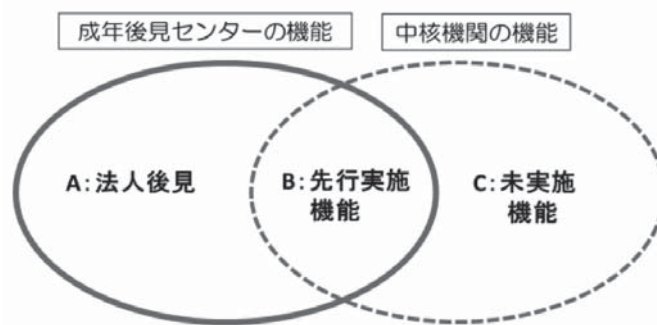 成年後見センターの機能
中核機関の機能
A:法人後見
B:先行実施
機能
C:未実施
機能